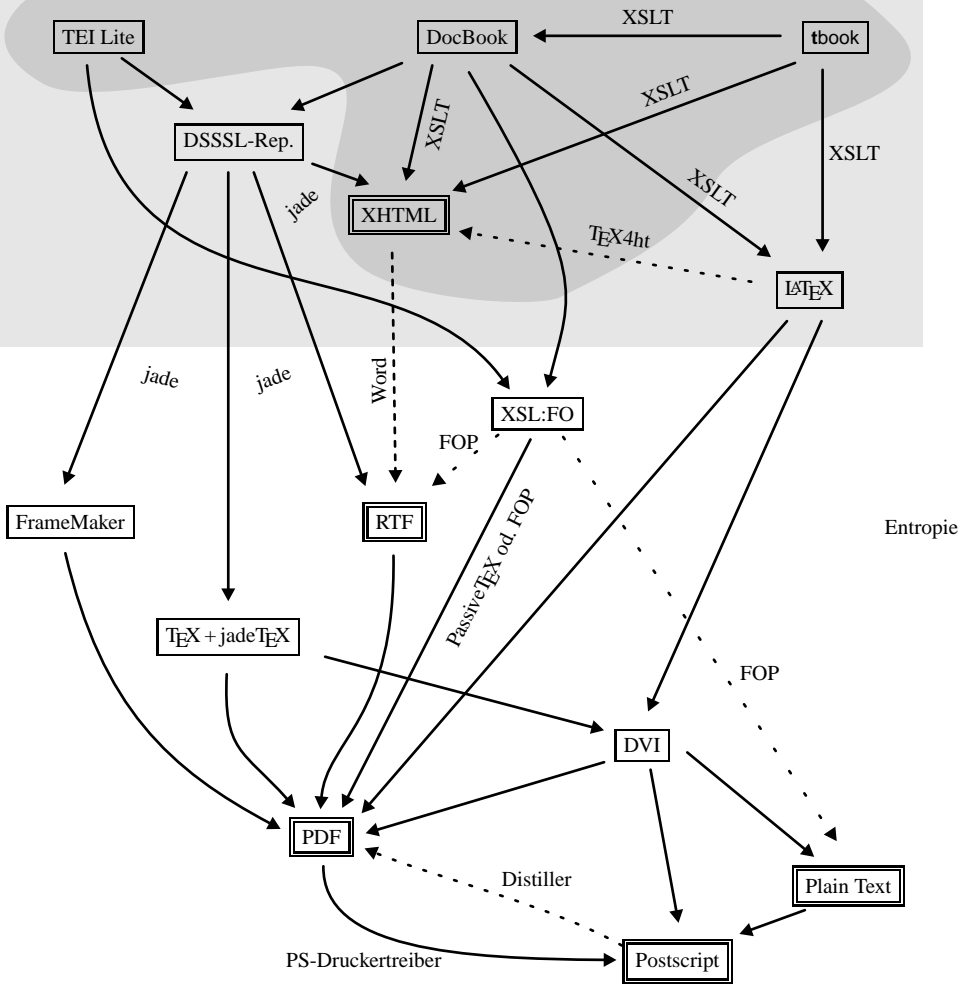 XSLT
TEI Lite
DocBook
tbook
XSLT
XSLT
DSSSL-Rep.
XSLT
XSLT
jade
XHTML
TEX4ht
LATEX
Word
jade
jade
XSL:FO
FOP
FrameMaker
RTF
PassiveTEX od. FOP
Entropie
TEX + jadeTEX
FOP
DVI
PDF
Distiller
Plain Text
PS-Druckertreiber
Postscript